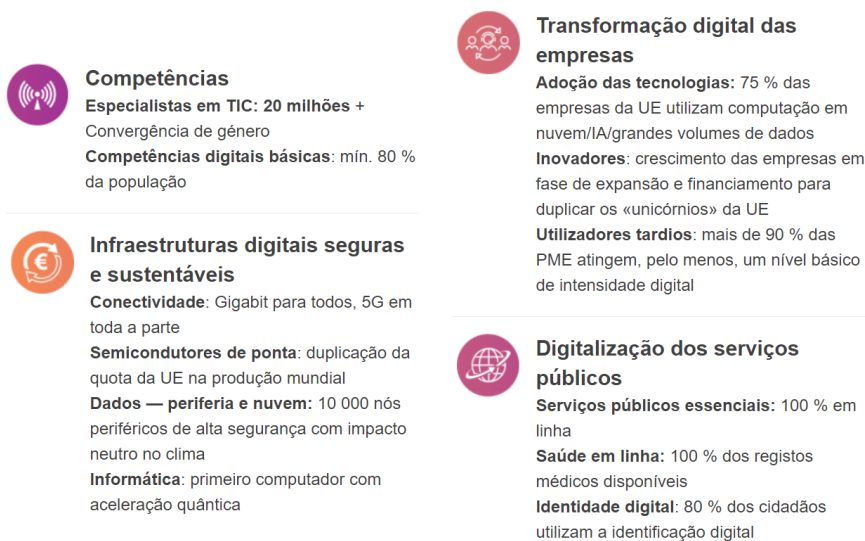 Competências
Especialistas em TIC: 20 milhões +
Convergência de género
Competências digitais básicas: mín. 80 %
da população
Infraestruturas digitais seguras
e sustentáveis
Conectividade: Gigabit para todos, 5G em
toda a parte
Semicondutores de ponta: duplicação da
quota da UE na produção mundial
Dados — periferia e nuvem: 10 000 nós
periféricos de alta segurança com impacto
neutro no clima
Informática: primeiro computador com
aceleração quântica
Transformação digital das
empresas
Adoção das tecnologias: 75 % das
empresas da UE utilizam computação em
nuvem/IA/grandes volumes de dados
Inovadores: crescimento das empresas em
fase de expansão e financiamento para
duplicar os «unicórnios» da UE
Utilizadores tardios: mais de 90 % das
PME atingem, pelo menos, um nível básico
de intensidade digital
Digitalização dos serviços
públicos
Serviços públicos essenciais: 100 % em
linha
Saúde em linha: 100 % dos registos
médicos disponíveis
Identidade digital: 80 % dos cidadãos
utilizam a identificação digital